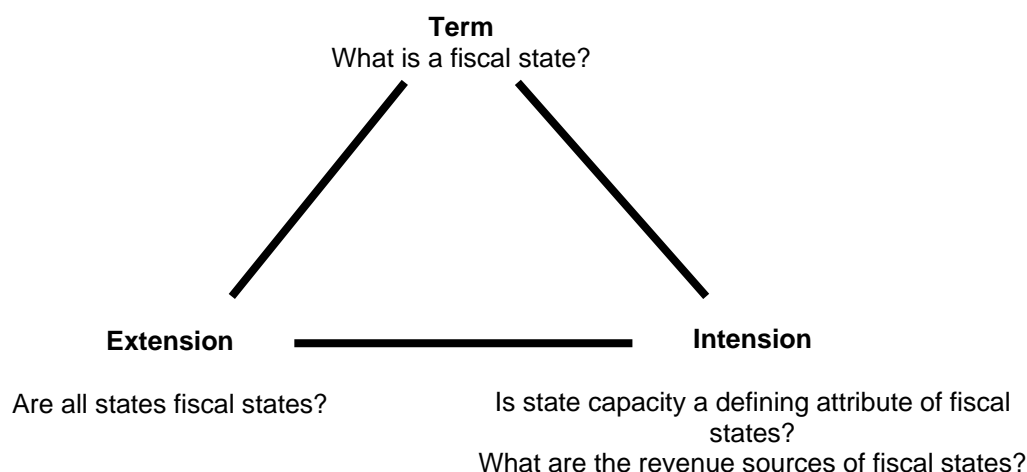 Term
What is a fiscal state?
Extension
Intension
Are all states fiscal states?
Is state capacity a defining attribute of fiscal
states?
What are the revenue sources of fiscal states?